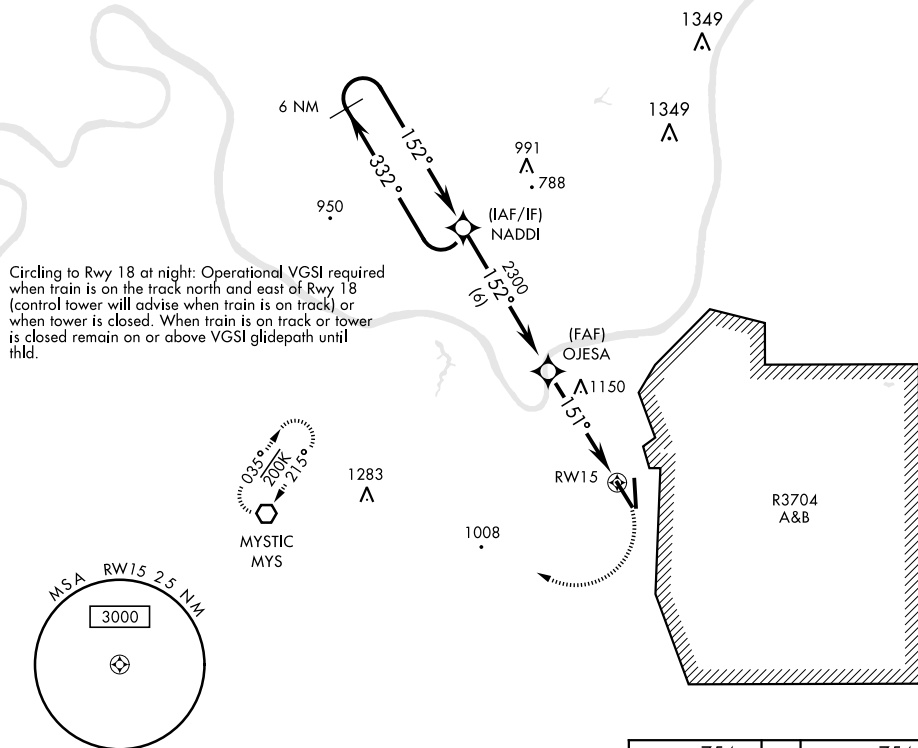 1349
1349
6 NM
152°
332°
991
788
950
(IAF/IF)
NADDI
2300
152°
(6)
Circling to Rwy 18 at night: Operational VGSI required
when train is on the track north and east of Rwy 18
(control tower will advise when train is on track) or
when tower is closed. When train is on track or tower
is closed remain on or above VGSI glidepath until
thld.
(FAF)
OJESA
1150
151°
RW15
R3704
A&B
035°
200K
215°
1283
MYSTIC
MYS
1008
MSA RW15 25 NM
3000